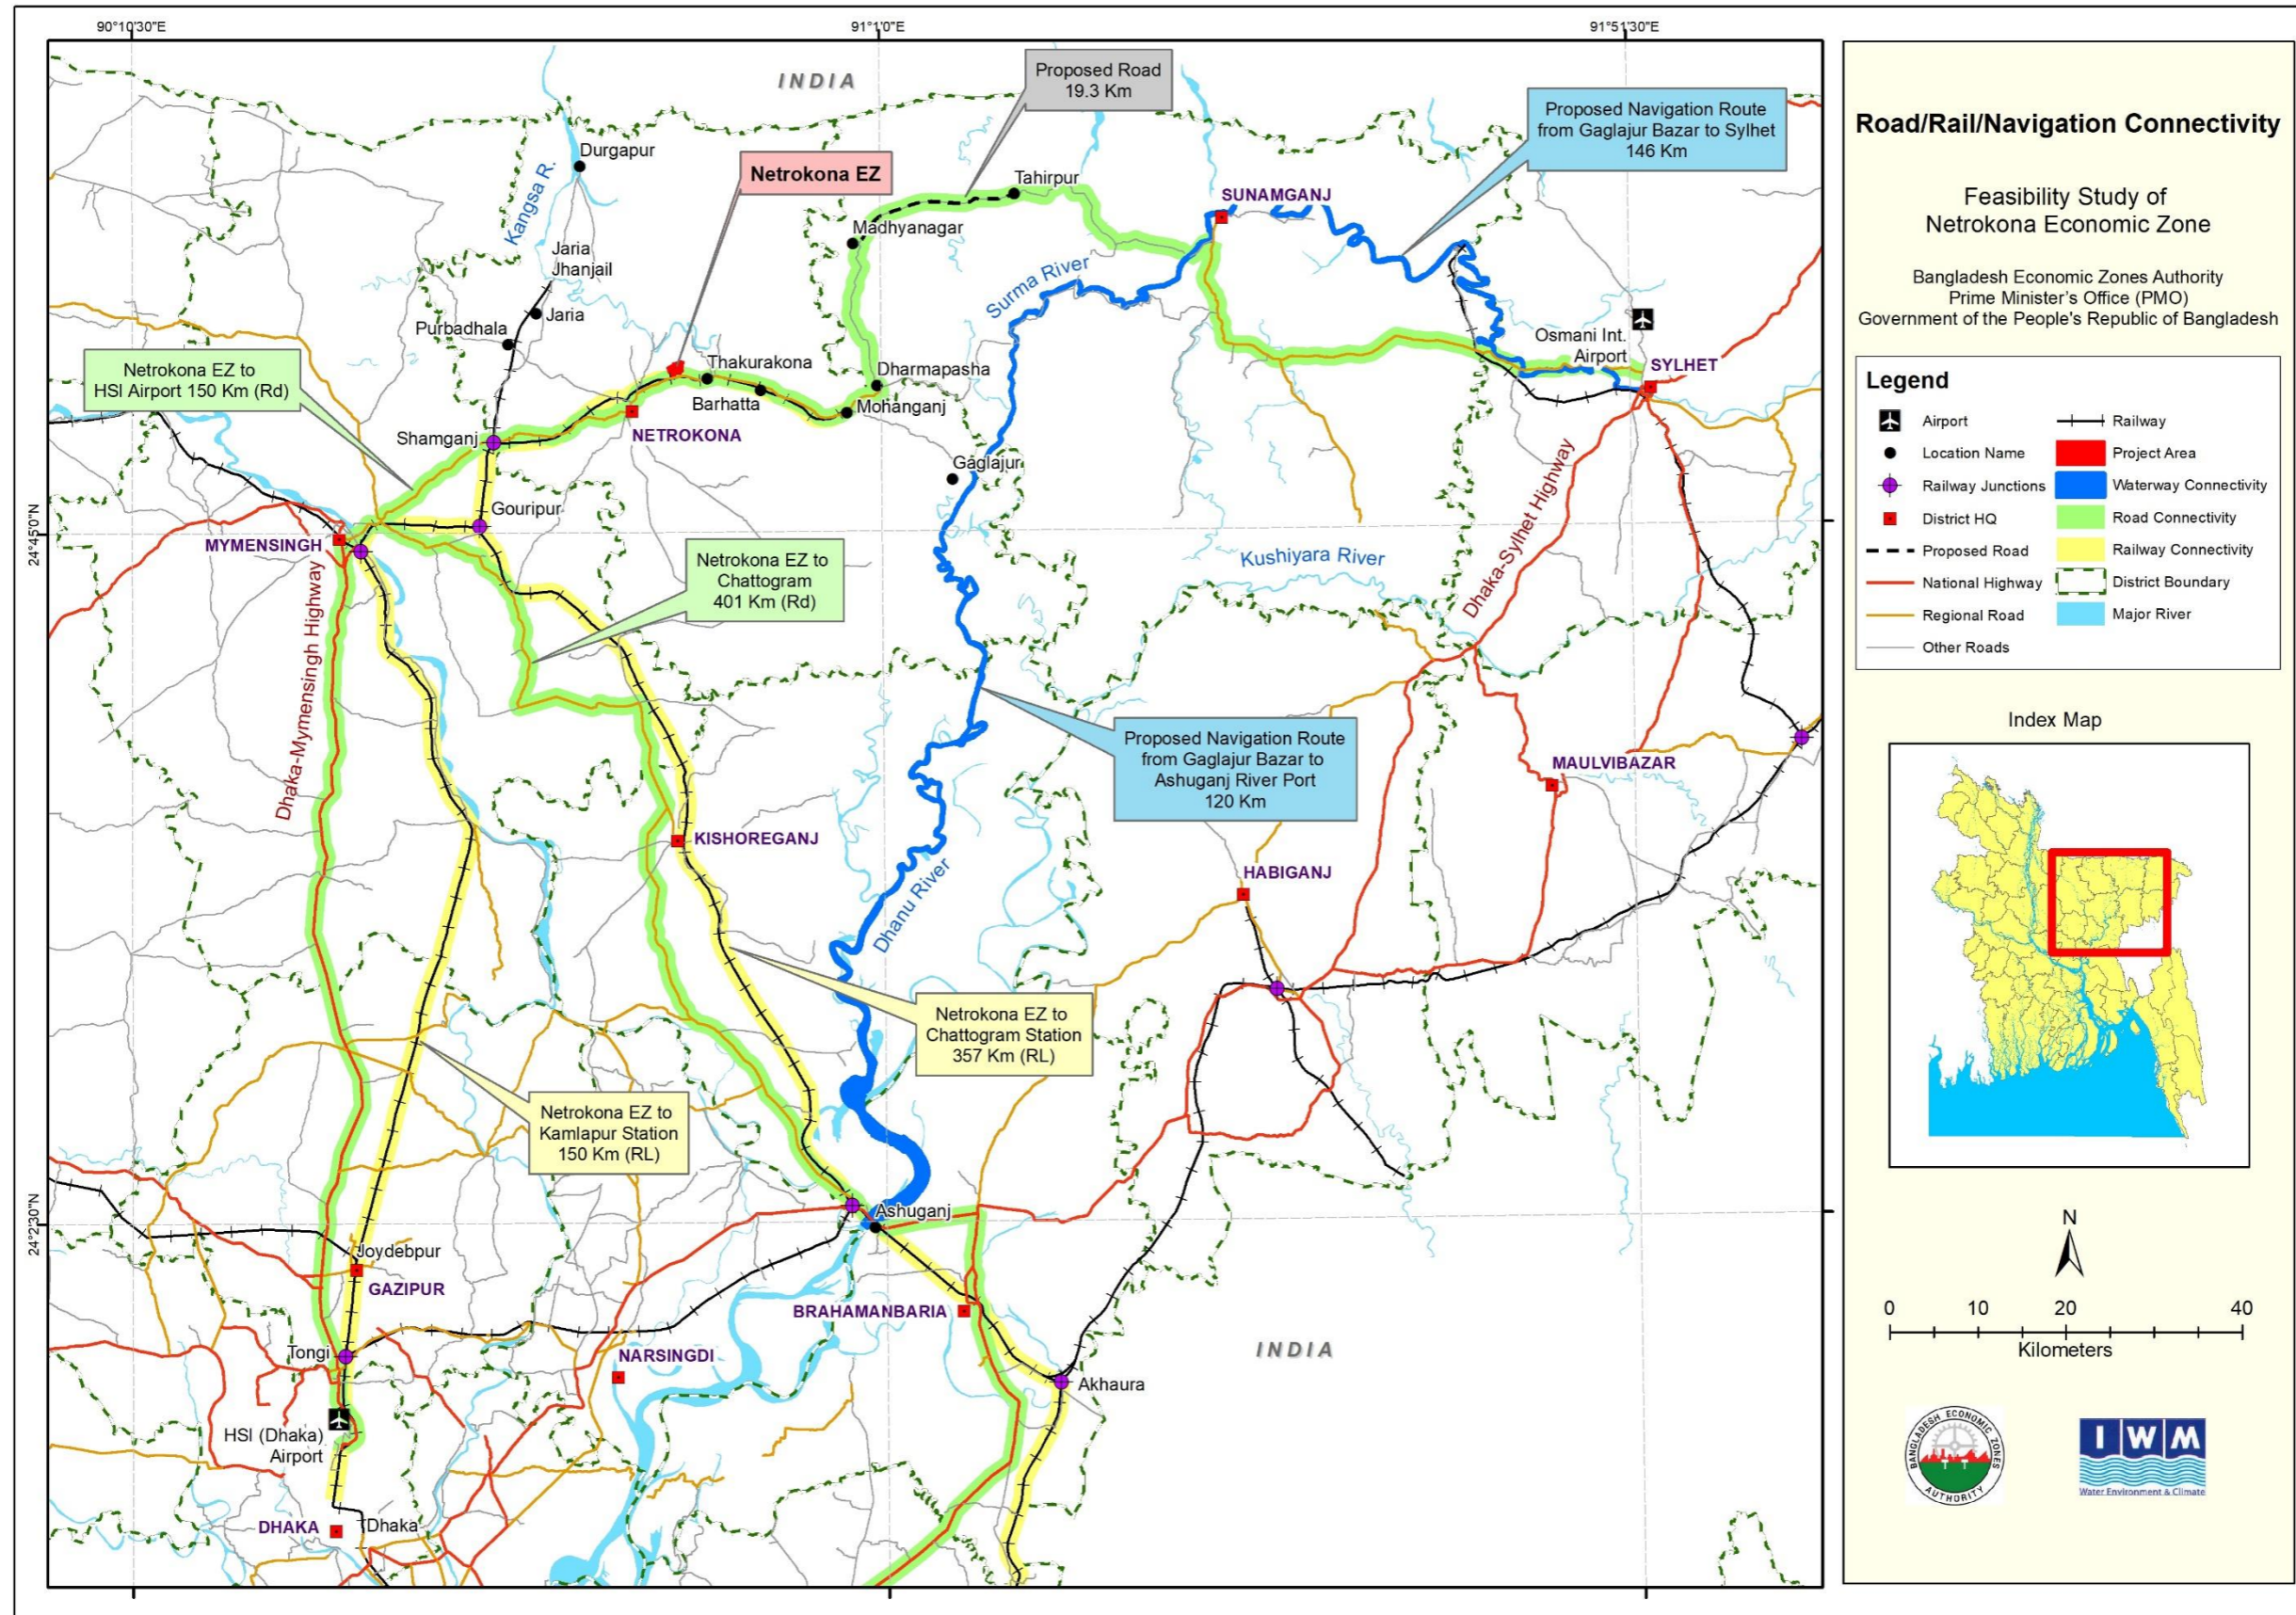 90°10'30"E
91°1'0"E
91°51'30"E
24°45'0"N
24°2'30"N
INDIA
Proposed Road
19.3 Km
Proposed Navigation Route
from Gaglajur Bazar to Sylhet
146 Km
Durgapur
Netrokona EZ
Tahirpur
SUNAMGANJ
Kangsa R.
Madhyanagar
Jaria
Jhanjail
Surma River
Jaria
Purbadhala
Osmani Int.
Airport
SYLHET
Netrokona EZ to
HSI Airport 150 Km (Rd)
Thakurakona
Dharmapasha
Barhatta
Mohanganj
Shamganj
NETROKONA
Gaglajur
Dhaka-Sylhet Highway
Gouripur
MYMENSINGH
Netrokona EZ to
Chattogram
401 Km (Rd)
Kushiyara River
Dhaka-Mymensingh Highway
Proposed Navigation Route
from Gaglajur Bazar to
Ashuganj River Port
120 Km
MAULVIBAZAR
KISHOREGANJ
HABIGANJ
Dhanu River
Netrokona EZ to
Chattogram Station
357 Km (RL)
Netrokona EZ to
Kamlapur Station
150 Km (RL)
Ashuganj
Joydebpur
GAZIPUR
BRAHAMANBARIA
INDIA
Tongi
NARSINGDI
Akhaura
HSI (Dhaka)
Airport
DHAKA
Dhaka
Road/Rail/Navigation Connectivity
Feasibility Study of
Netrokona Economic Zone
Bangladesh Economic Zones Authority
Prime Minister's Office (PMO)
Government of the People's Republic of Bangladesh
Legend
Airport
Location Name
Railway Junctions
District HQ
Proposed Road
National Highway
Regional Road
Other Roads
Railway
Project Area
Waterway Connectivity
Road Connectivity
Railway Connectivity
District Boundary
Major River
Index Map
N
0 10 20 40
Kilometers
BANGLADESH ECONOMIC ZONES
AUTHORITY
IWM
Water Environment & Climate